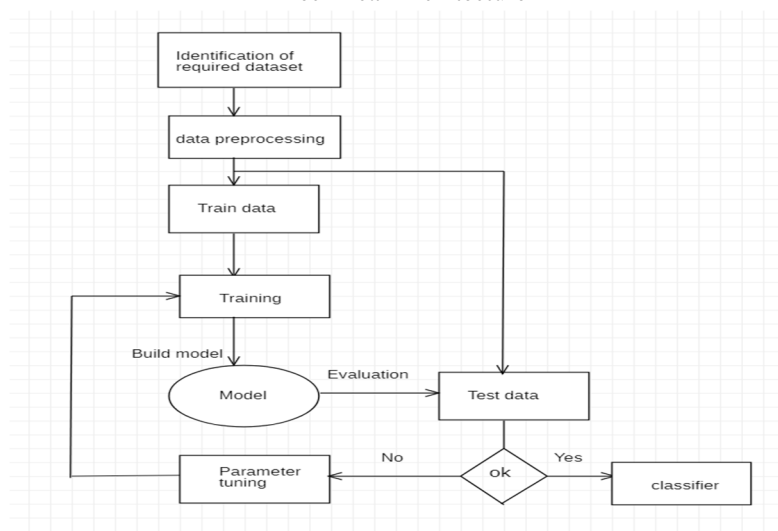 Identification of
required dataset
data preprocessing
Train data
Training
Build model
Evaluation
Model
Test data
No
ok
Yes
Parameter
tuning
classifier